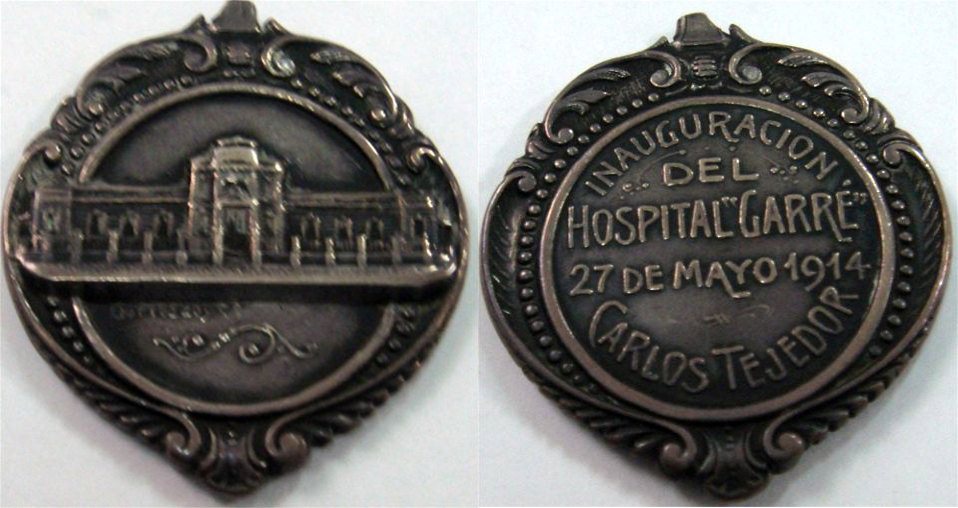 INAUGURACION
DEL
HOSPITAL "GARRÉ"
27 DE MAYO 1914
CARLOS TEJEDOR